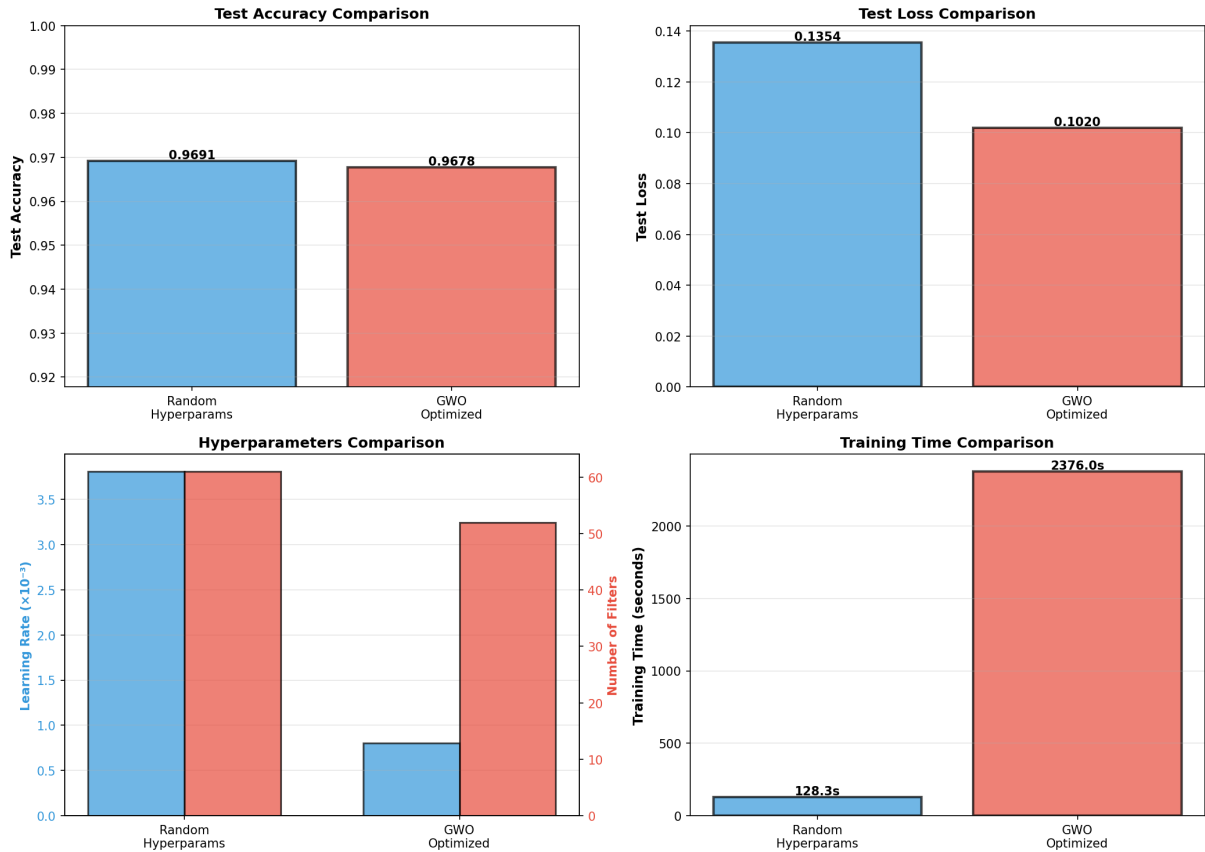 Test Accuracy Comparison
Test Accuracy
1.00
0.99
0.98
0.97
0.96
0.95
0.94
0.93
0.92
0.9691
0.9678
Random
Hyperparams
GWO
Optimized
Test Loss Comparison
Test Loss
0.14
0.12
0.10
0.08
0.06
0.04
0.02
0.00
0.1354
0.1020
Random
Hyperparams
GWO
Optimized
Hyperparameters Comparison
Learning Rate (×10⁻³)
3.5
3.0
2.5
2.0
1.5
1.0
0.5
0.0
Number of Filters
60
50
40
30
20
10
0
Random
Hyperparams
GWO
Optimized
Training Time Comparison
Training Time (seconds)
2000
1500
1000
500
0
128.3s
2376.0s
Random
Hyperparams
GWO
Optimized